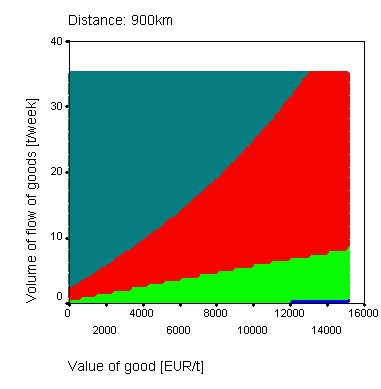 Distance: 900km
Volume of flow of goods [t/week]
40
30
20
10
0
0 4000 8000 12000 16000
2000 6000 10000 14000
Value of good [EUR/t]